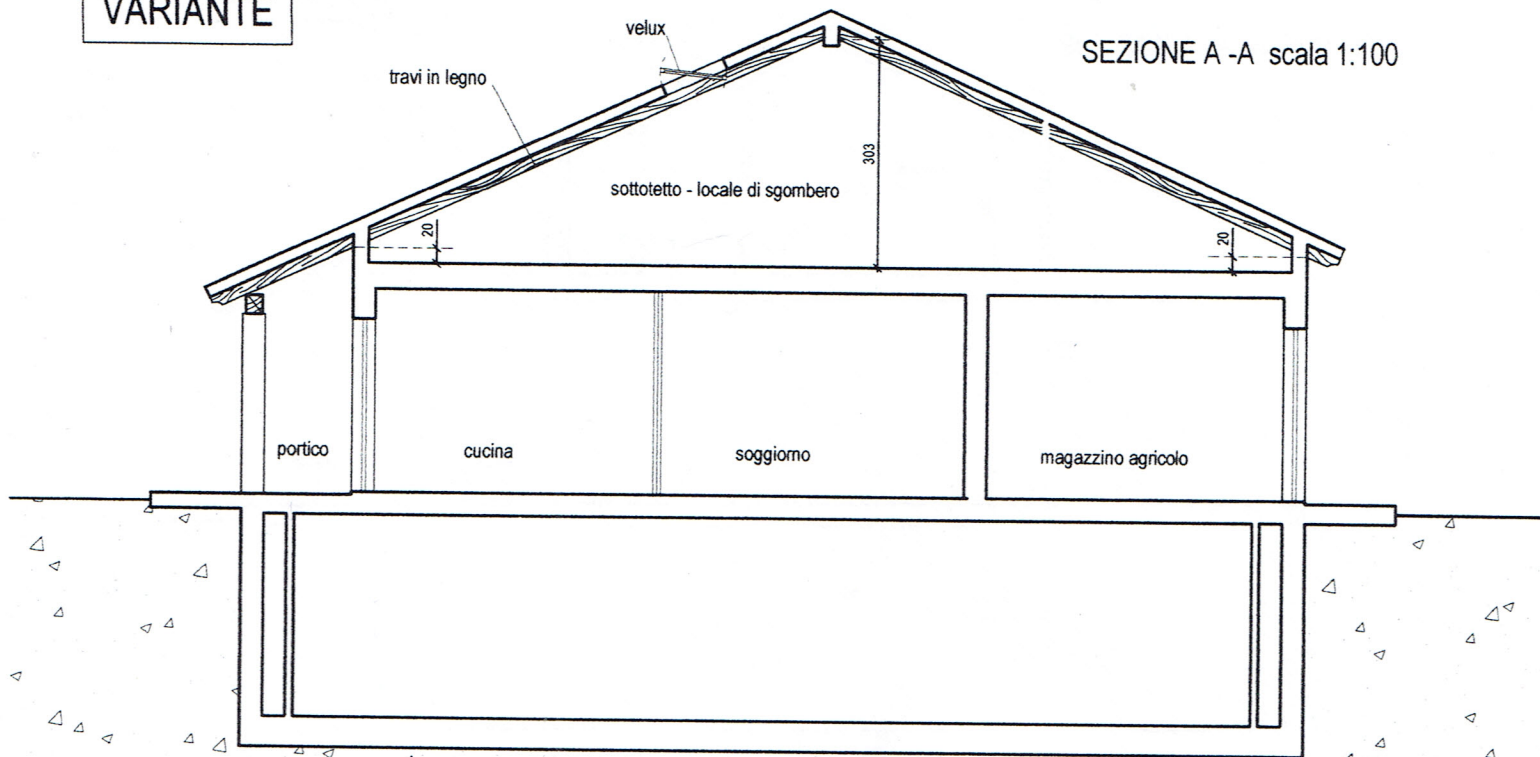 VARIANTE
SEZIONE A -A scala 1:100
velux
travi in legno
303
sottotetto - locale di sgombero
20
20
portico
cucina
soggiorno
magazzino agricolo